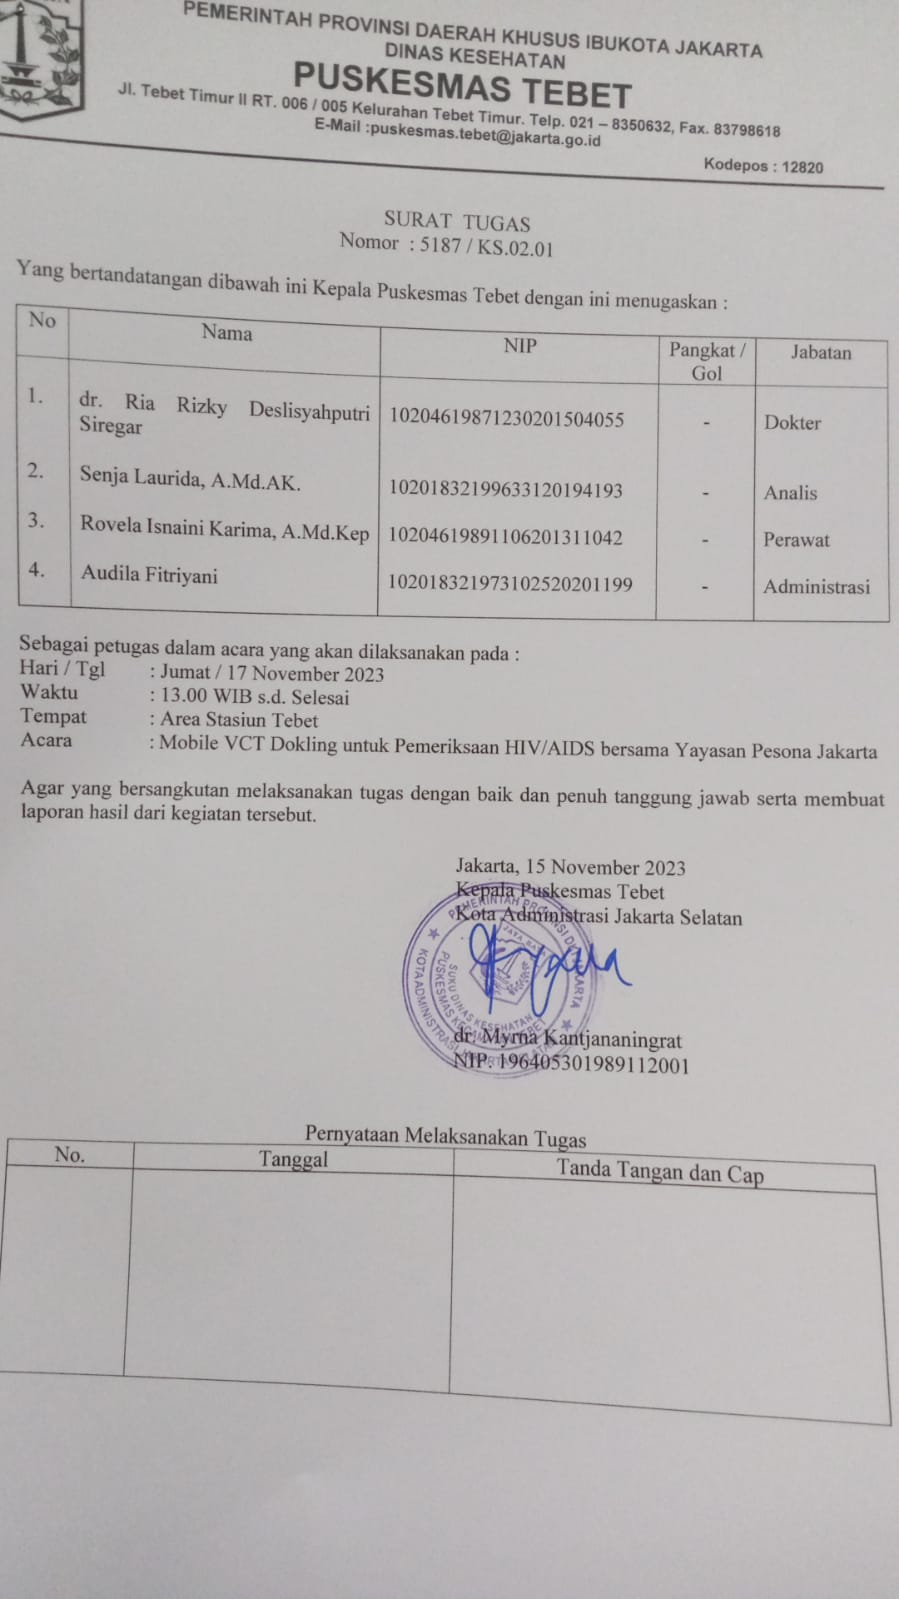 PEMERINTAH PROVINSI DAERAH KHUSUS IBUKOTA JAKARTA
DINAS KESEHATAN
PUSKESMAS TEBET
Jl. Tebet Timur II RT. 006 / 005 Kelurahan Tebet Timur. Telp. 021 – 8350632, Fax. 83798618
E-Mail :puskesmas.tebet@jakarta.go.id
Kodepos : 12820
SURAT TUGAS
Nomor : 5187 / KS.02.01
Yang bertandatangan dibawah ini Kepala Puskesmas Tebet dengan ini menugaskan :
No Nama NIP Pangkat / Gol Jabatan
1. dr. Ria Rizky Deslisyahputri Siregar 10204619871230201504055 - Dokter
2. Senja Laurida, A.Md.AK. 10201832199633120194193 - Analis
3. Rovela Isnaini Karima, A.Md.Kep 10204619891106201311042 - Perawat
4. Audila Fitriyani 102018321973102520201199 - Administrasi
Sebagai petugas dalam acara yang akan dilaksanakan pada :
Hari / Tgl : Jumat / 17 November 2023
Waktu : 13.00 WIB s.d. Selesai
Tempat : Area Stasiun Tebet
Acara : Mobile VCT Dokling untuk Pemeriksaan HIV/AIDS bersama Yayasan Pesona Jakarta
Agar yang bersangkutan melaksanakan tugas dengan baik dan penuh tanggung jawab serta membuat
laporan hasil dari kegiatan tersebut.
Jakarta, 15 November 2023
Kepala Puskesmas Tebet
Kota Administrasi Jakarta Selatan
PEMERINTAH PROVINSI DKI JAKARTA
JAYA RAYA
SUKU DINAS KESEHATAN
PUSKESMAS KECAMATAN TEBET
KOTA ADMINISTRASI JAKARTA SELATAN
dr. Myrna Kantjananingrat
NIP. 196405301989112001
Pernyataan Melaksanakan Tugas
No. Tanggal Tanda Tangan dan Cap